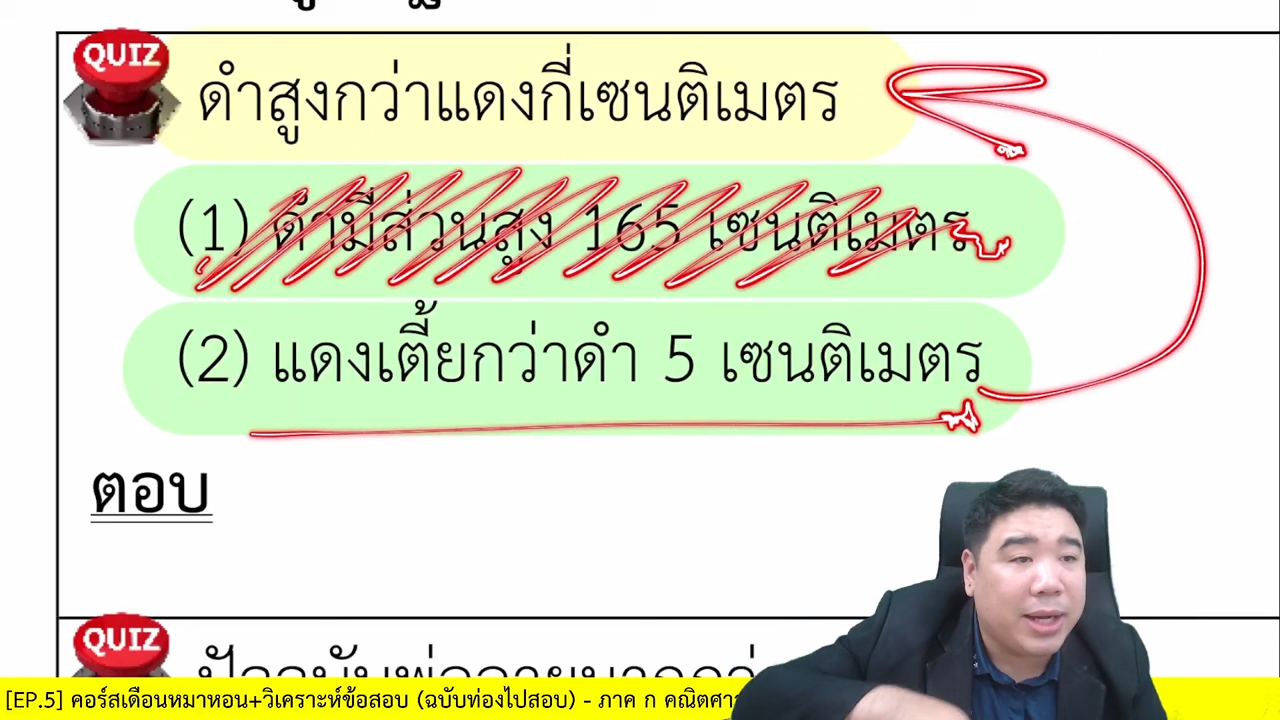 QUIZ
ดำสูงกว่าแดงกี่เซนติเมตร
(1) ดำมีส่วนสูง 165 เซนติเมตร
(2) แดงเตี้ยกว่าดำ 5 เซนติเมตร
ตอบ
QUIZ
[EP.5] คอร์สเดือนหมาหอน+วิเคราะห์ข้อสอบ (ฉบับท่องไปสอบ) - ภาค ก